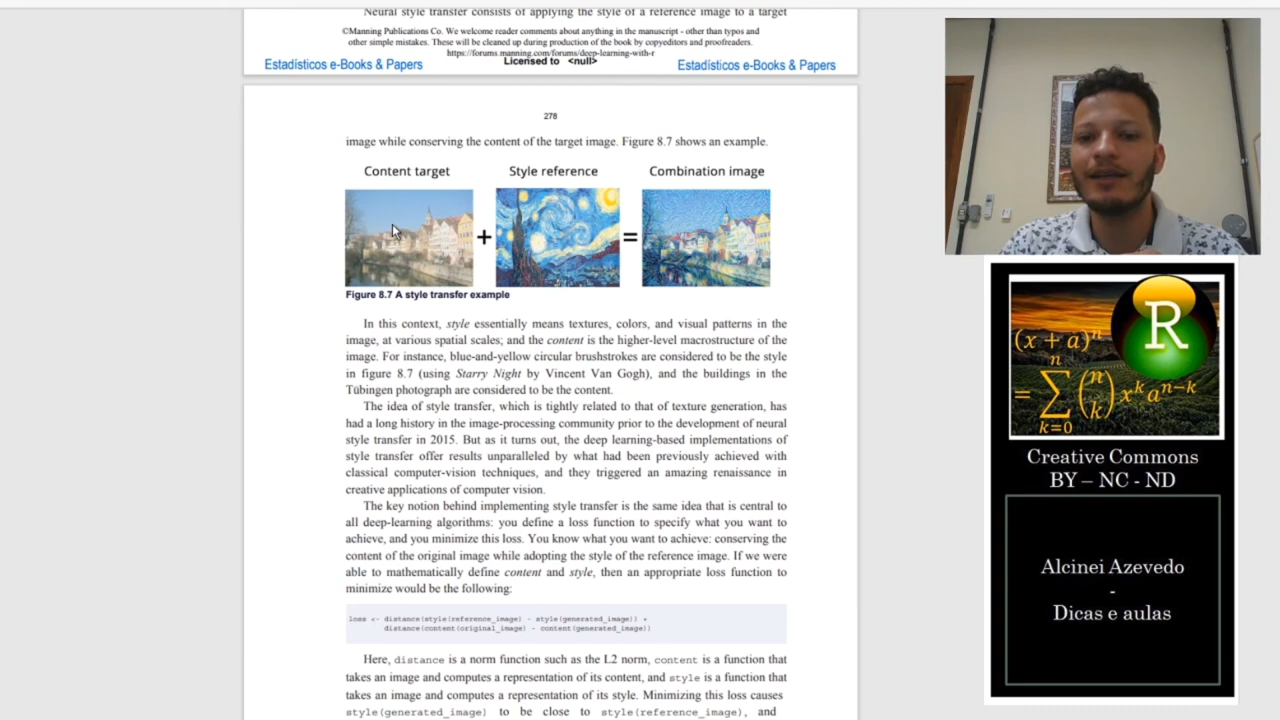 Neural style transfer consists of applying the style of a reference image to a target
©Manning Publications Co. We welcome reader comments about anything in the manuscript - other than typos and
other simple mistakes. These will be cleaned up during production of the book by copyeditors and proofreaders.
https://forums.manning.com/forums/deep-learning-with-r
Estadísticos e-Books & Papers
Licensed to <null>
Estadísticos e-Books & Papers
278
image while conserving the content of the target image. Figure 8.7 shows an example.
Content target
Style reference
Combination image
+
=
Figure 8.7 A style transfer example
In this context, style essentially means textures, colors, and visual patterns in the
image, at various spatial scales; and the content is the higher-level macrostructure of the
image. For instance, blue-and-yellow circular brushstrokes are considered to be the style
in figure 8.7 (using Starry Night by Vincent Van Gogh), and the buildings in the
Tübingen photograph are considered to be the content.
The idea of style transfer, which is tightly related to that of texture generation, has
had a long history in the image-processing community prior to the development of neural
style transfer in 2015. But as it turns out, the deep learning-based implementations of
style transfer offer results unparalleled by what had been previously achieved with
classical computer-vision techniques, and they triggered an amazing renaissance in
creative applications of computer vision.
The key notion behind implementing style transfer is the same idea that is central to
all deep-learning algorithms: you define a loss function to specify what you want to
achieve, and you minimize this loss. You know what you want to achieve: conserving the
content of the original image while adopting the style of the reference image. If we were
able to mathematically define content and style, then an appropriate loss function to
minimize would be the following:
loss <- distance(style(reference_image) - style(generated_image)) +
distance(content(original_image) - content(generated_image))
Here, distance is a norm function such as the L2 norm, content is a function that
takes an image and computes a representation of its content, and style is a function that
takes an image and computes a representation of its style. Minimizing this loss causes
style(generated_image) to be close to style(reference_image), and
R
(x + a)^n
= ∑_{k=0}^{n} (n k) x^k a^{n-k}
Creative Commons
BY – NC - ND
Alcinei Azevedo
-
Dicas e aulas